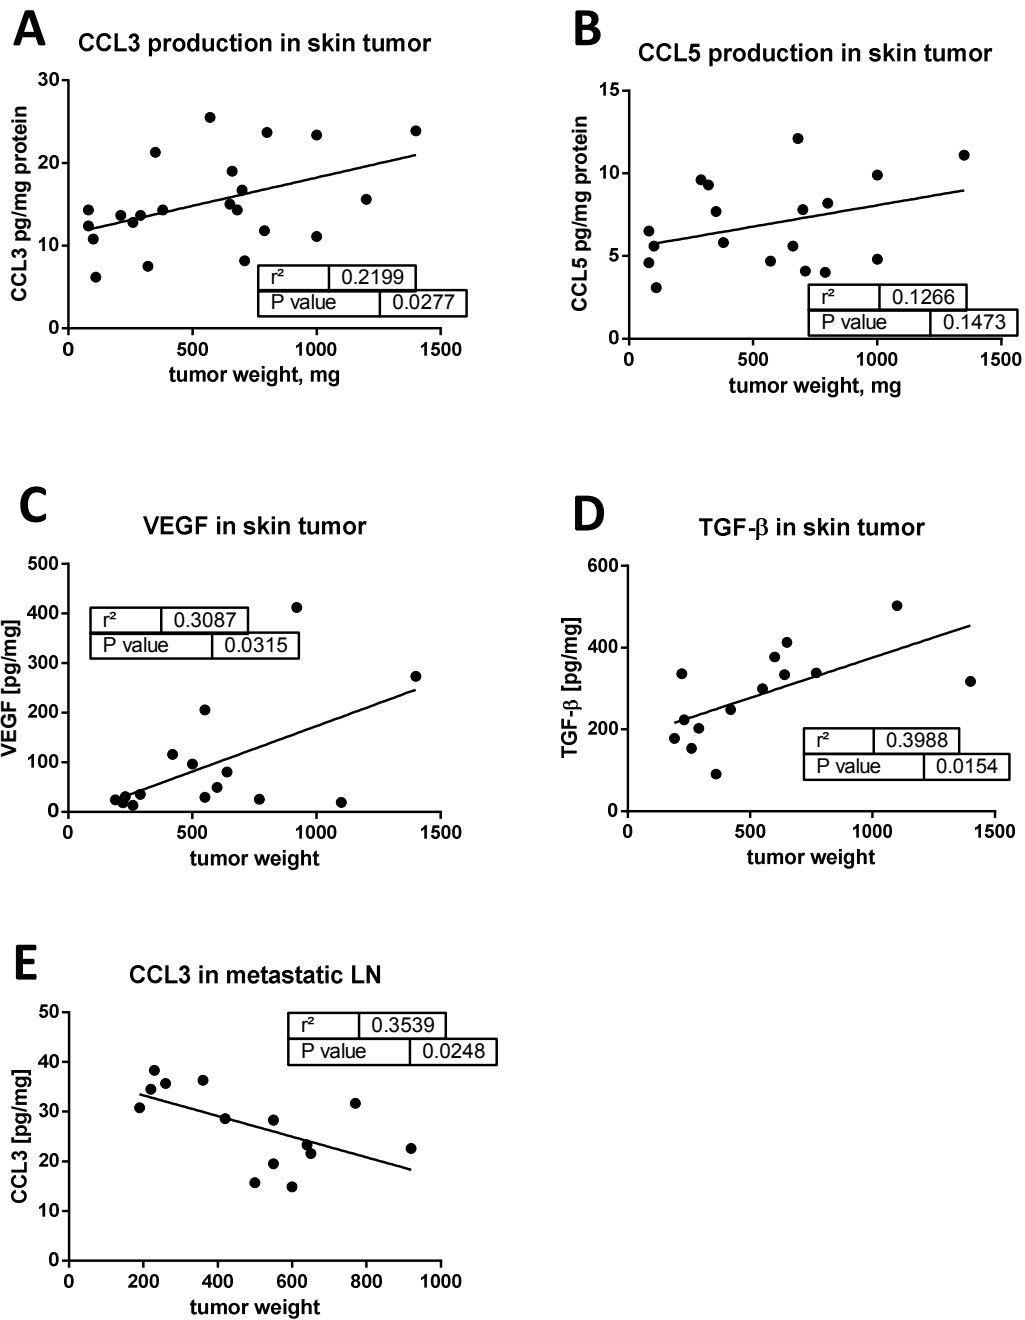 A
CCL3 production in skin tumor
30
20
10
0
CCL3 pg/mg protein
r² 0.2199
P value 0.0277
0 500 1000 1500
tumor weight, mg
B
CCL5 production in skin tumor
15
10
5
0
CCL5 pg/mg protein
r² 0.1266
P value 0.1473
0 500 1000 1500
tumor weight, mg
C
VEGF in skin tumor
500
400
300
200
100
0
VEGF [pg/mg]
r² 0.3087
P value 0.0315
0 500 1000 1500
tumor weight
D
TGF-β in skin tumor
600
400
200
0
TGF-β [pg/mg]
r² 0.3988
P value 0.0154
0 500 1000 1500
tumor weight
E
CCL3 in metastatic LN
50
40
30
20
10
0
CCL3 [pg/mg]
r² 0.3539
P value 0.0248
0 200 400 600 800 1000
tumor weight